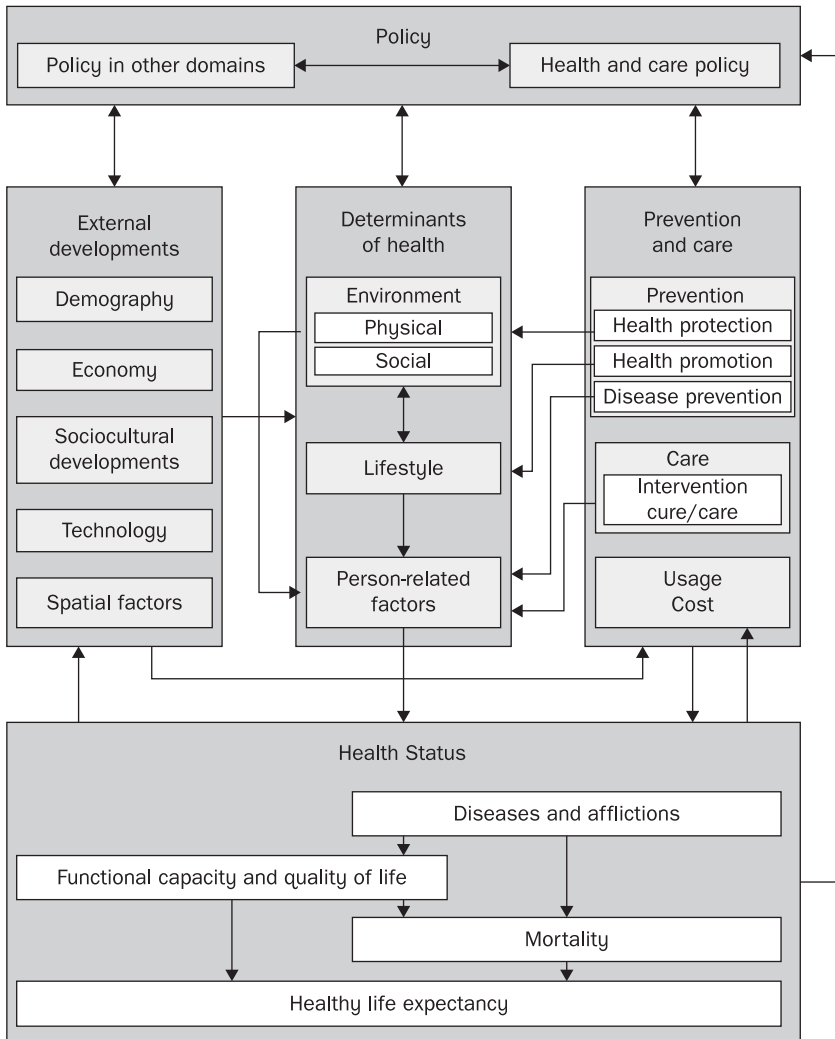 Policy
Policy in other domains
Health and care policy
External
developments
Demography
Economy
Sociocultural
developments
Technology
Spatial factors
Determinants
of health
Environment
Physical
Social
Lifestyle
Person-related
factors
Prevention
and care
Prevention
Health protection
Health promotion
Disease prevention
Care
Intervention
cure/care
Usage
Cost
Health Status
Diseases and afflictions
Functional capacity and quality of life
Mortality
Healthy life expectancy